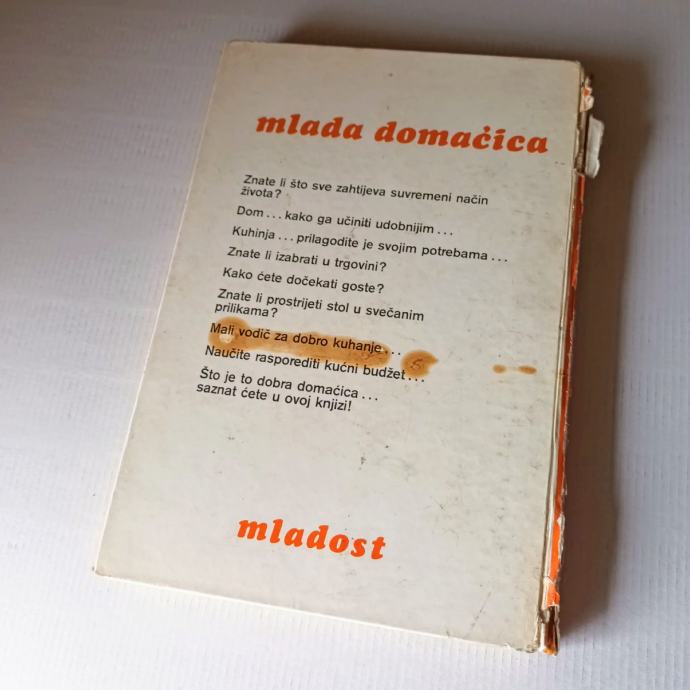 mlada domaćica
Znate li što sve zahtijeva suvremeni način
života?
Dom... kako ga učiniti udobnijim...
Kuhinja... prilagodite je svojim potrebama...
Znate li izabrati u trgovini?
Kako ćete dočekati goste?
Znate li prostrijeti stol u svečanim
prilikama?
Mali vodič za dobro kuhanje...
Naučite rasporediti kućni budžet...
Što je to dobra domaćica...
saznat ćete u ovoj knjizi!
mladost